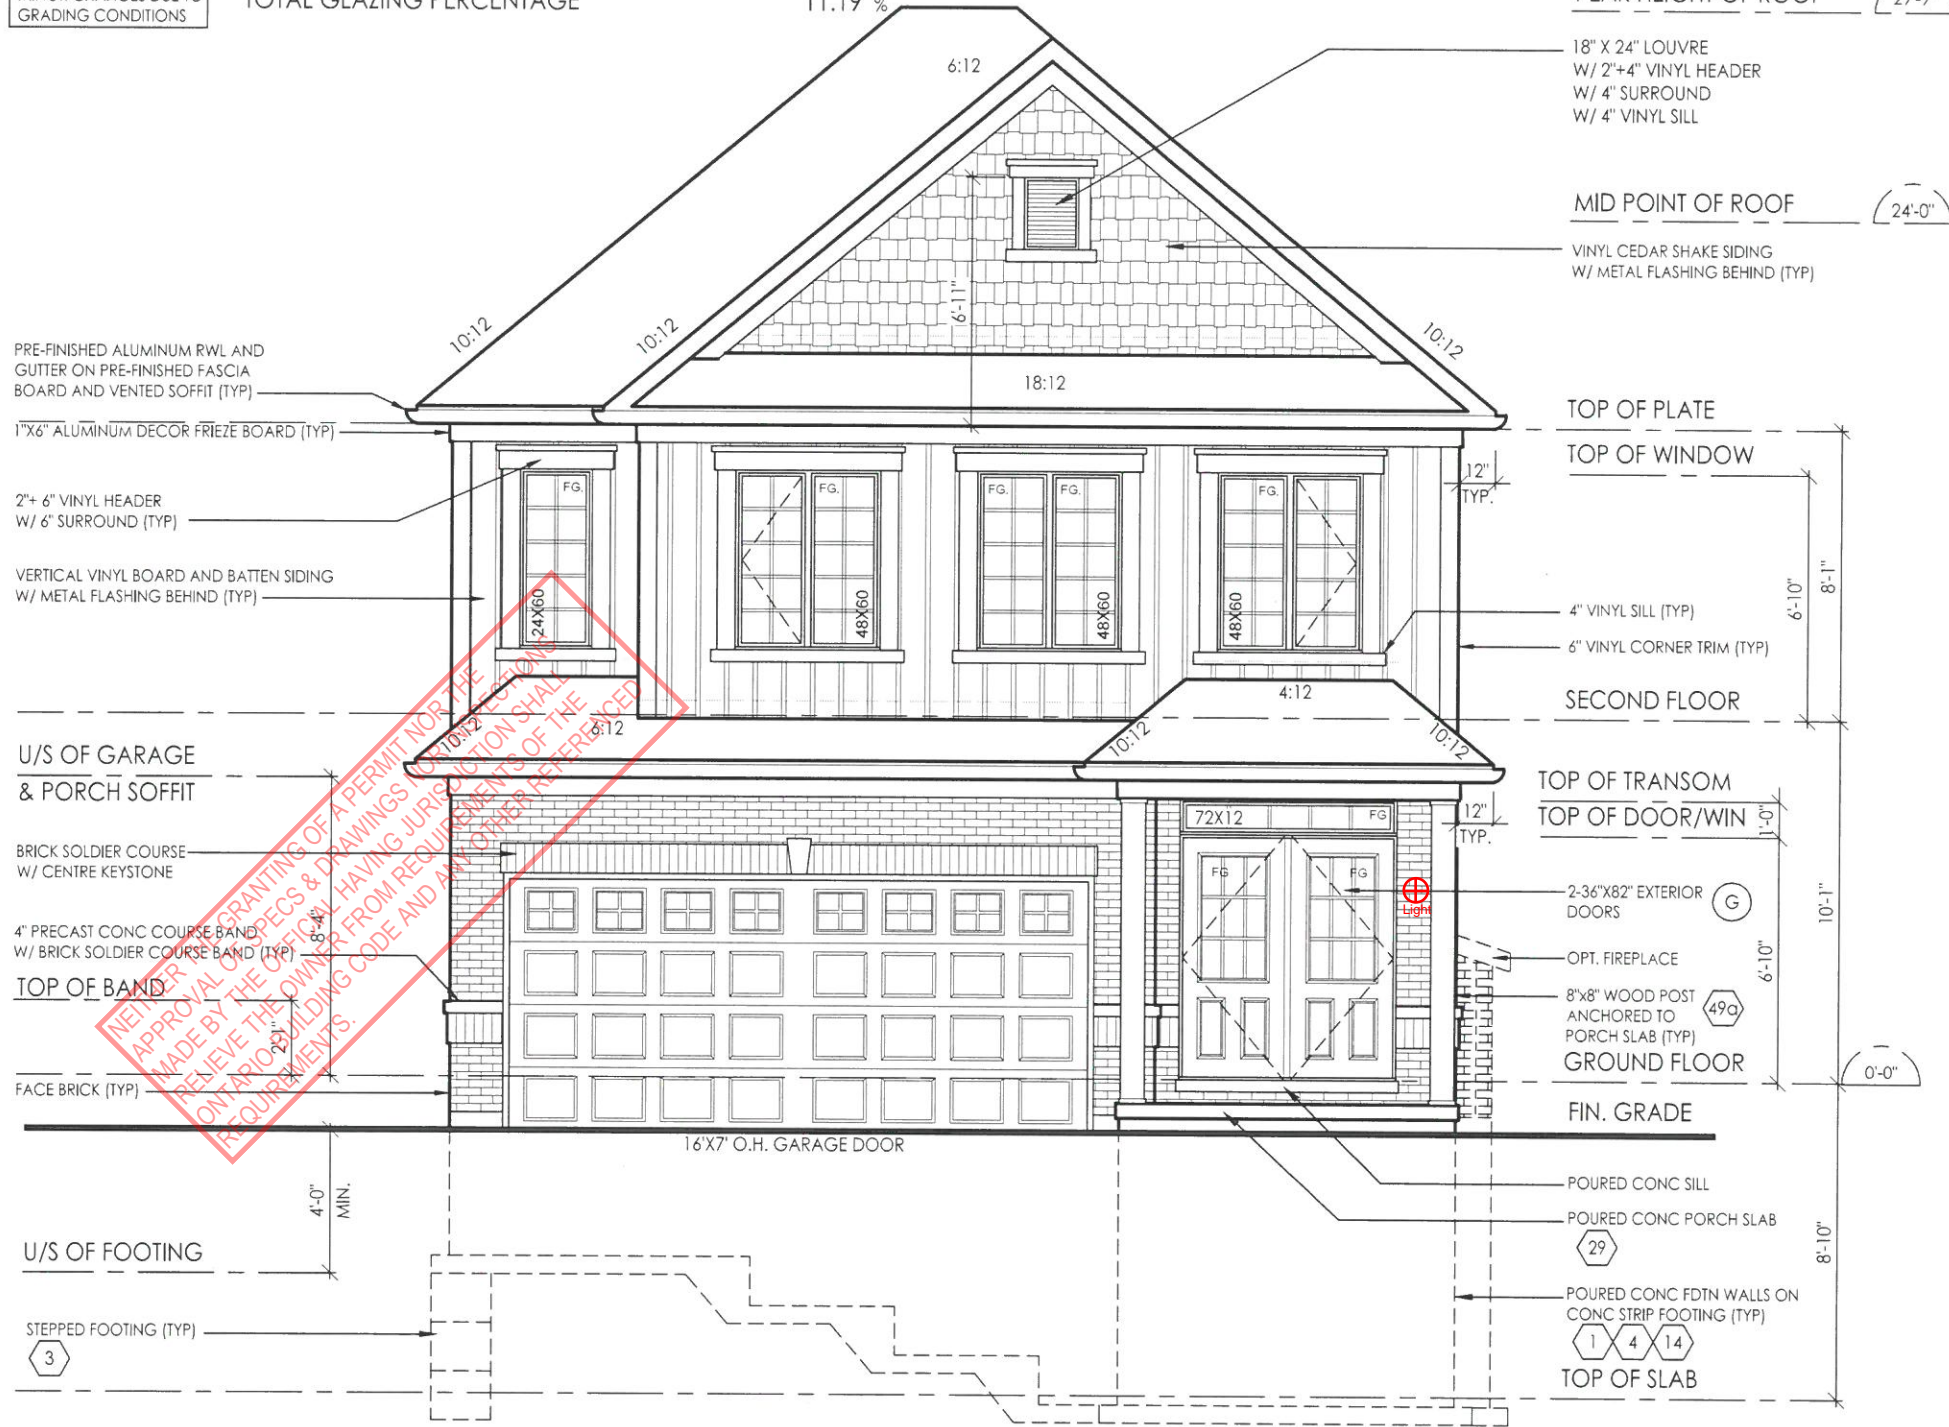 GRADING CONDITIONS
TOTAL GLAZING PERCENTAGE
11.19 %
PEAK HEIGHT OF ROOF
6:12
18" X 24" LOUVRE
W/ 2"+4" VINYL HEADER
W/ 4" SURROUND
W/ 4" VINYL SILL
MID POINT OF ROOF
24'-0"
VINYL CEDAR SHAKE SIDING
W/ METAL FLASHING BEHIND (TYP)
6'-11"
10:12
10:12
10:12
18:12
PRE-FINISHED ALUMINUM RWL AND
GUTTER ON PRE-FINISHED FASCIA
BOARD AND VENTED SOFFIT (TYP)
1"X6" ALUMINUM DECOR FRIEZE BOARD (TYP)
TOP OF PLATE
TOP OF WINDOW
12"
TYP.
2"+ 6" VINYL HEADER
W/ 6" SURROUND (TYP)
FG.
FG.
FG.
FG.
FG.
24X60
48X60
48X60
48X60
VERTICAL VINYL BOARD AND BATTEN SIDING
W/ METAL FLASHING BEHIND (TYP)
6'-10"
8'-1"
4" VINYL SILL (TYP)
6" VINYL CORNER TRIM (TYP)
SECOND FLOOR
4:12
10:12
6:12
10:12
10:12
U/S OF GARAGE
& PORCH SOFFIT
TOP OF TRANSOM
TOP OF DOOR/WIN
1'-0"
72X12
FG
12"
TYP.
BRICK SOLDIER COURSE
W/ CENTRE KEYSTONE
FG
FG
Light
2-36"X82" EXTERIOR
DOORS
G
10'-1"
8'-4"
4" PRECAST CONC COURSE BAND
W/ BRICK SOLDIER COURSE BAND (TYP)
TOP OF BAND
2'-1"
OPT. FIREPLACE
6'-10"
8"x8" WOOD POST
ANCHORED TO
PORCH SLAB (TYP)
49a
GROUND FLOOR
0'-0"
FACE BRICK (TYP)
FIN. GRADE
NEITHER THE GRANTING OF A PERMIT NOR THE
APPROVAL OF SPECS & DRAWINGS NOR INSPECTIONS
MADE BY THE OFFICIAL HAVING JURISDICTION SHALL
RELIEVE THE OWNER FROM REQUIREMENTS OF THE
ONTARIO BUILDING CODE AND ANY OTHER REFERENCED
REQUIREMENTS.
16'X7' O.H. GARAGE DOOR
4'-0"
MIN.
POURED CONC SILL
POURED CONC PORCH SLAB
29
U/S OF FOOTING
8'-10"
POURED CONC FDTN WALLS ON
CONC STRIP FOOTING (TYP)
1 4 14
STEPPED FOOTING (TYP)
3
TOP OF SLAB